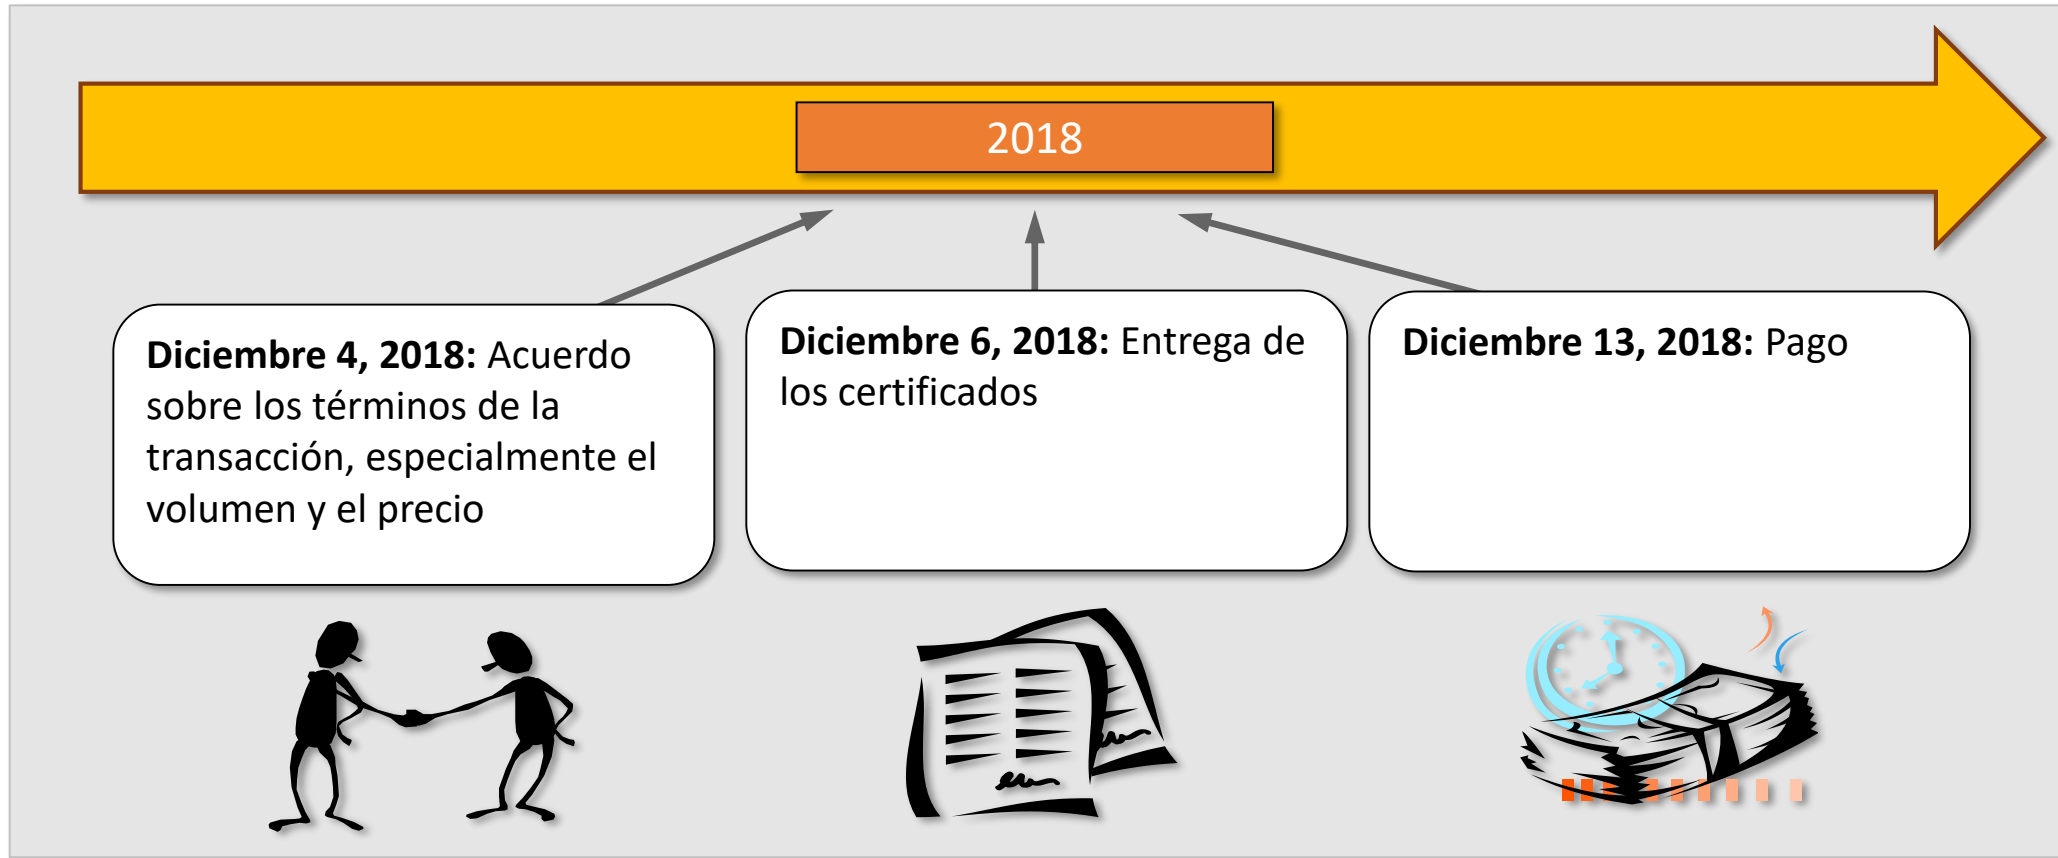 2018
Diciembre 4, 2018: Acuerdo
sobre los términos de la
transacción, especialmente el
volumen y el precio
Diciembre 6, 2018: Entrega de
los certificados
Diciembre 13, 2018: Pago